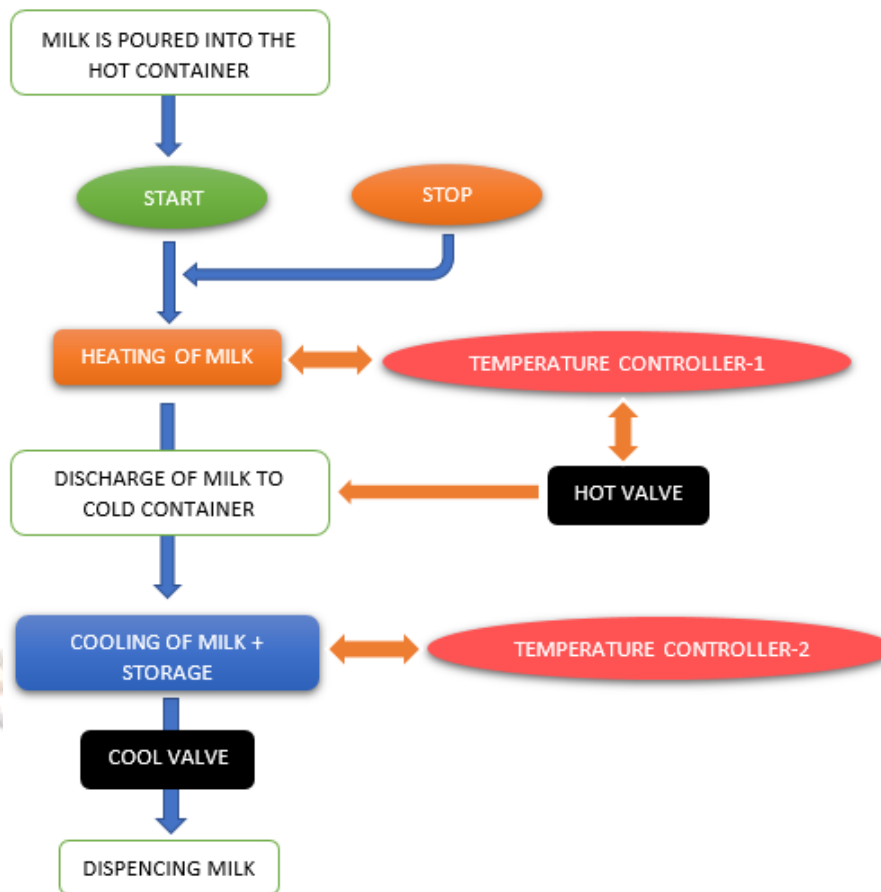 MILK IS POURED INTO THE
HOT CONTAINER
START
STOP
HEATING OF MILK
TEMPERATURE CONTROLLER-1
DISCHARGE OF MILK TO
COLD CONTAINER
HOT VALVE
COOLING OF MILK +
STORAGE
TEMPERATURE CONTROLLER-2
COOL VALVE
DISPENCING MILK